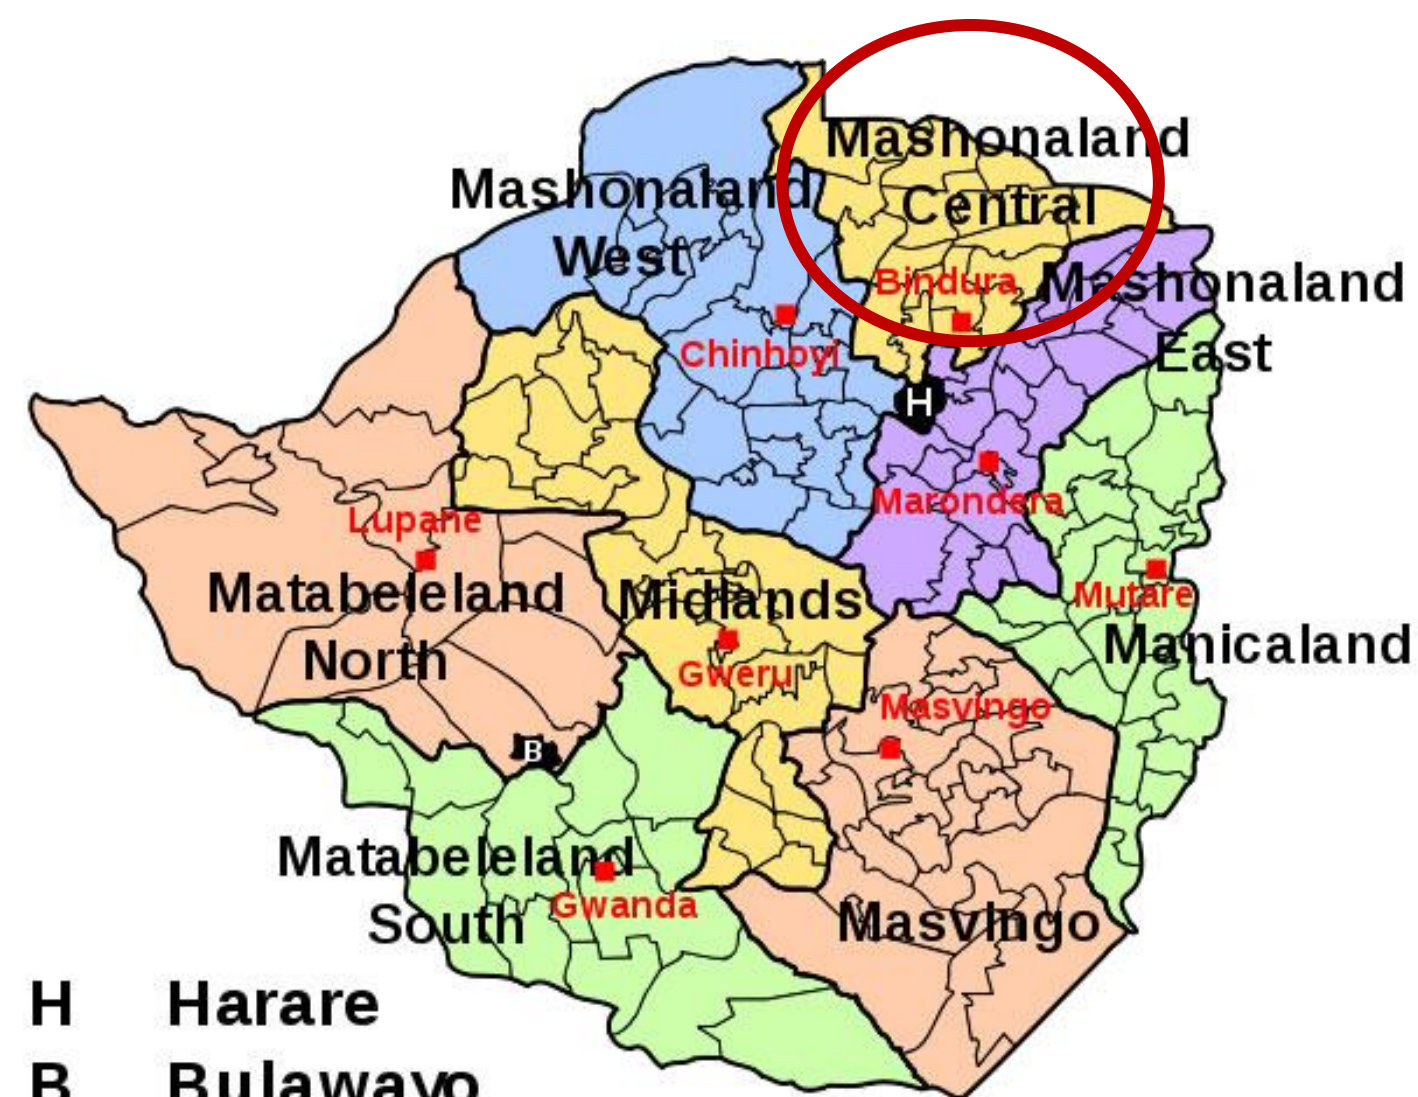 Mashonaland
Central
Mashonaland
West
Bindura
Mashonaland
East
Chinhoyi
H
Marondera
Lupane
Matabeleland
North
Midlands
Gweru
Mutare
Manicaland
Masvingo
B
Matabeleland
South
Gwanda
Masvingo
H Harare
B Bulawayo